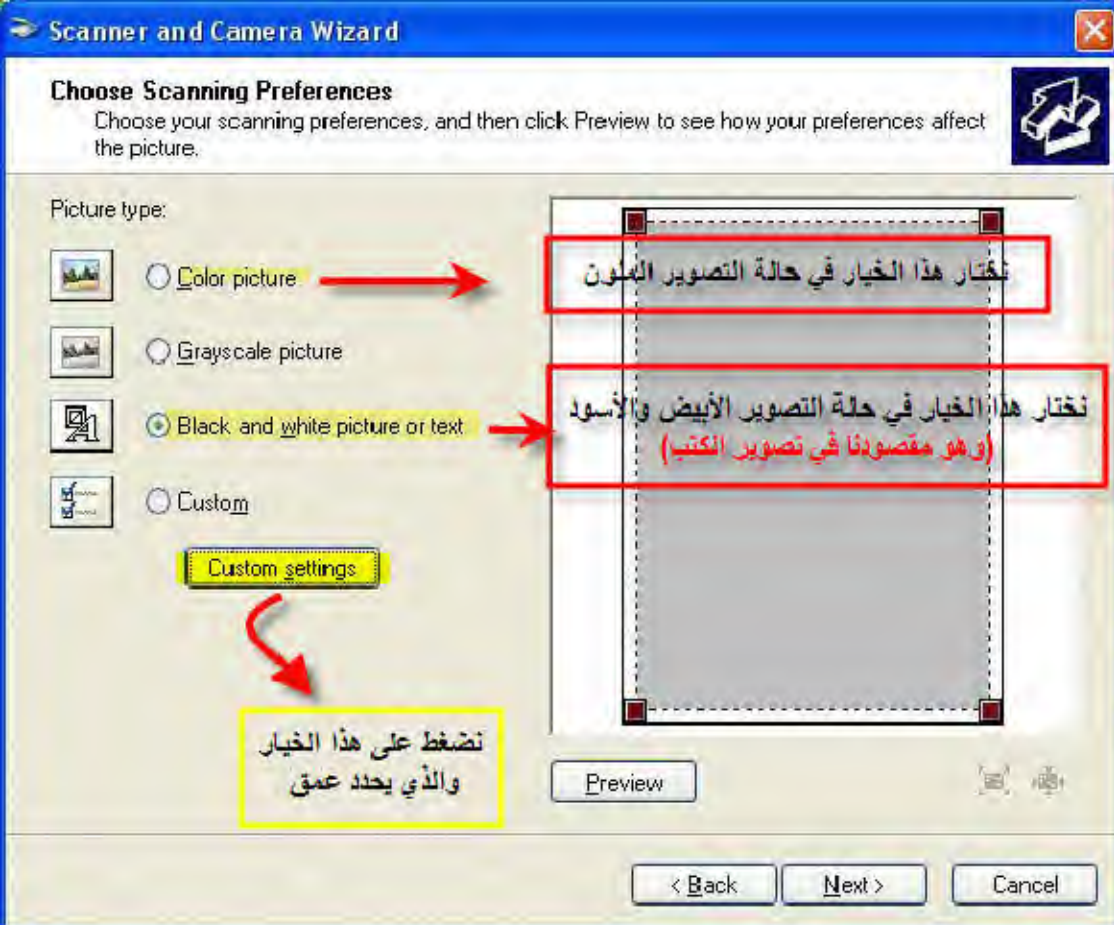 Scanner and Camera Wizard
Choose Scanning Preferences
Choose your scanning preferences, and then click Preview to see how your preferences affect
the picture.
Picture type:
Color picture
نختار هذا الخيار في حالة التصوير الملون
Grayscale picture
Black and white picture or text
نختار هذا الخيار في حالة التصوير الأبيض والأسود
(وهو مقصودنا في تصوير الكتب)
Custom
Custom settings
نضغط على هذا الخيار
والذي يحدد عمق
Preview
< Back
Next >
Cancel